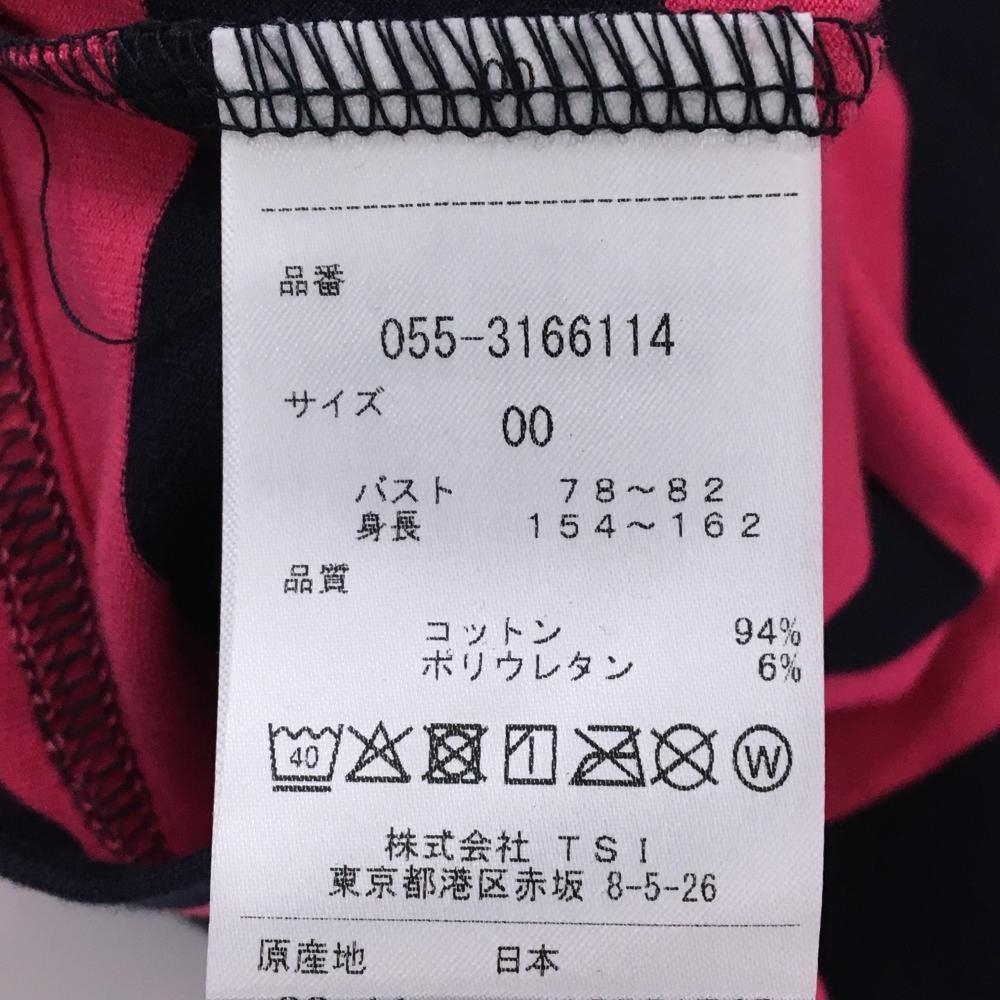 00
品番
055-3166114
サイズ
00
バスト 78～82
身長 154～162
品質
コットン 94%
ポリウレタン 6%
40 1 W
株式会社 TSI
東京都港区赤坂 8-5-26
原産地 日本